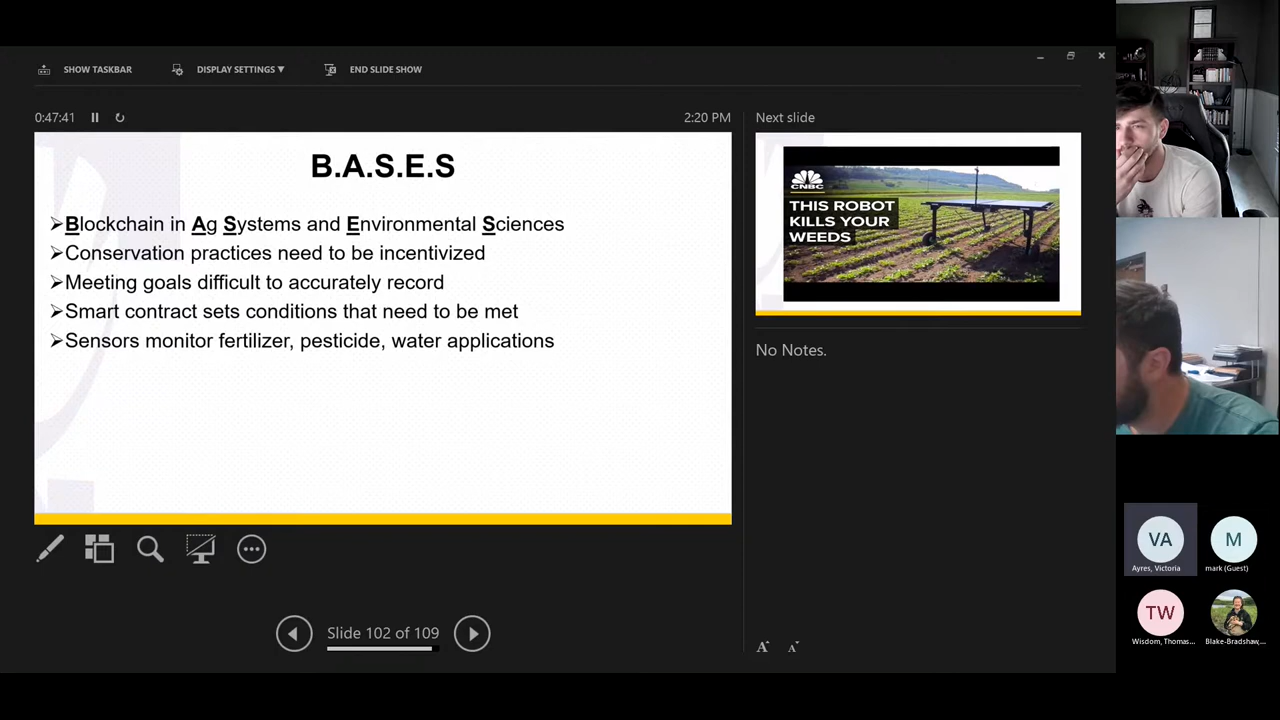 SHOW TASKBAR
DISPLAY SETTINGS ▼
END SLIDE SHOW
0:47:41
2:20 PM
B.A.S.E.S
➢Blockchain in Ag Systems and Environmental Sciences
➢Conservation practices need to be incentivized
➢Meeting goals difficult to accurately record
➢Smart contract sets conditions that need to be met
➢Sensors monitor fertilizer, pesticide, water applications
Slide 102 of 109
Next slide
CNBC
THIS ROBOT
KILLS YOUR
WEEDS
No Notes.
A A
VA
Ayres, Victoria
M
mark (Guest)
TW
Wisdom, Thomas...
Blake-Bradshaw,...